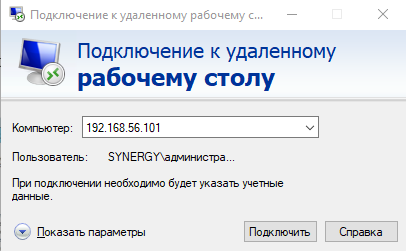 Подключение к удаленному рабочему с...
Подключение к удаленному
рабочему столу
Компьютер: 192.168.56.101
Пользователь: SYNERGY\администра...
При подключении необходимо будет указать учетные
данные.
Показать параметры Подключить Справка